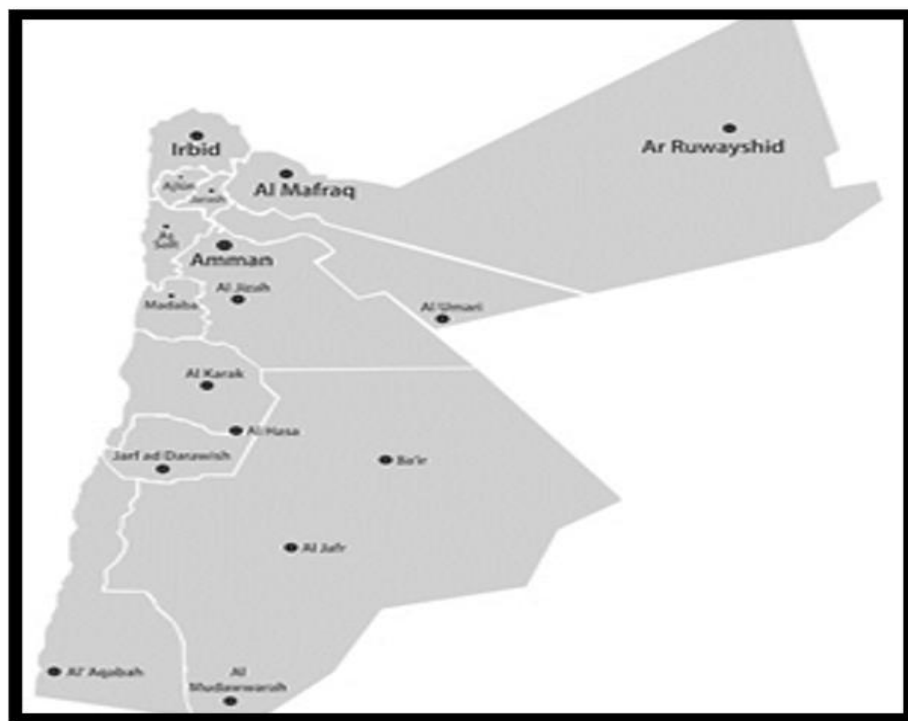 Irbid
Ar Ruwayshid
Ajlun
Jarash
Al Mafraq
As
Salt
Amman
Al Jizah
Madaba
Al Umari
Al Karak
Al Hasa
Jarf ad Darawish
Ba'ir
Al Jafr
Al' Aqabah
Al
Mudawwarah